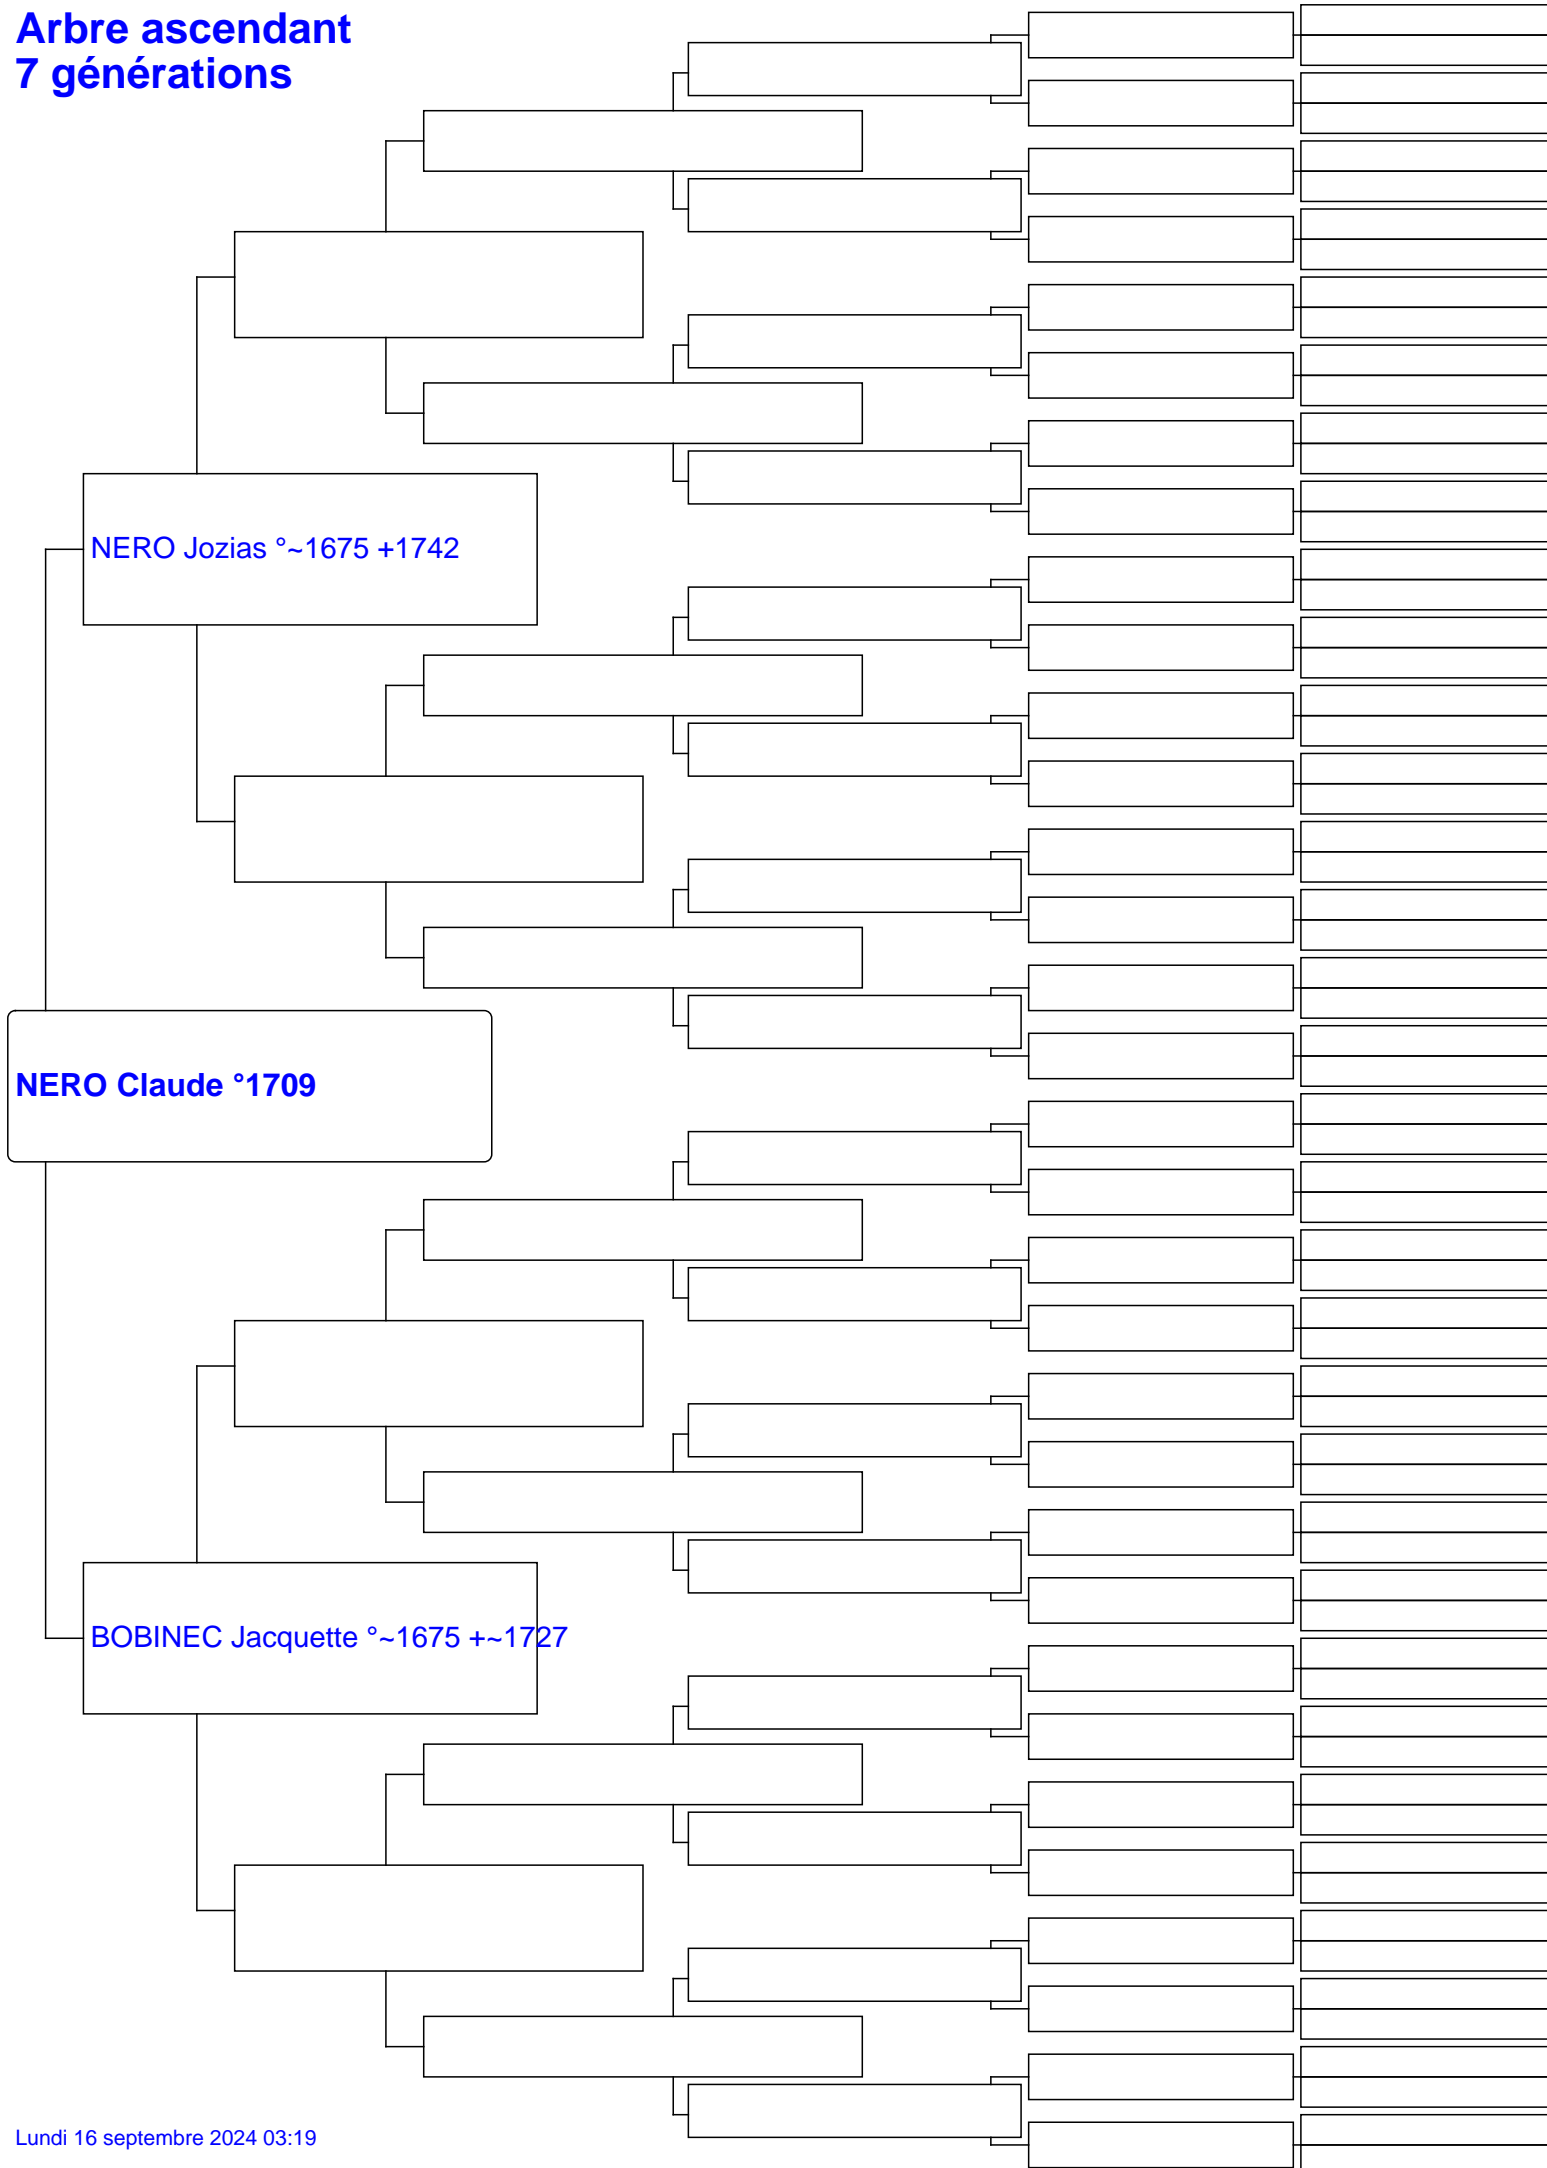 Arbre ascendant
7 générations
NERO Jozias °~1675 +1742
NERO Claude °1709
BOBINEC Jacquette °~1675 +~1727
Lundi 16 septembre 2024 03:19